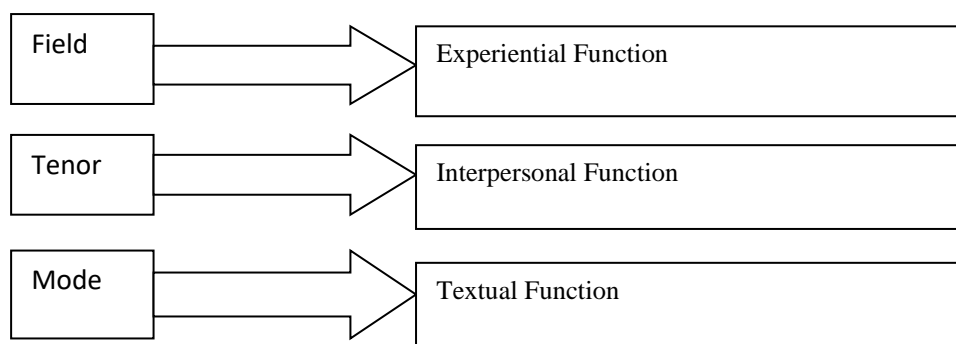 Field
Experiential Function
Tenor
Interpersonal Function
Mode
Textual Function